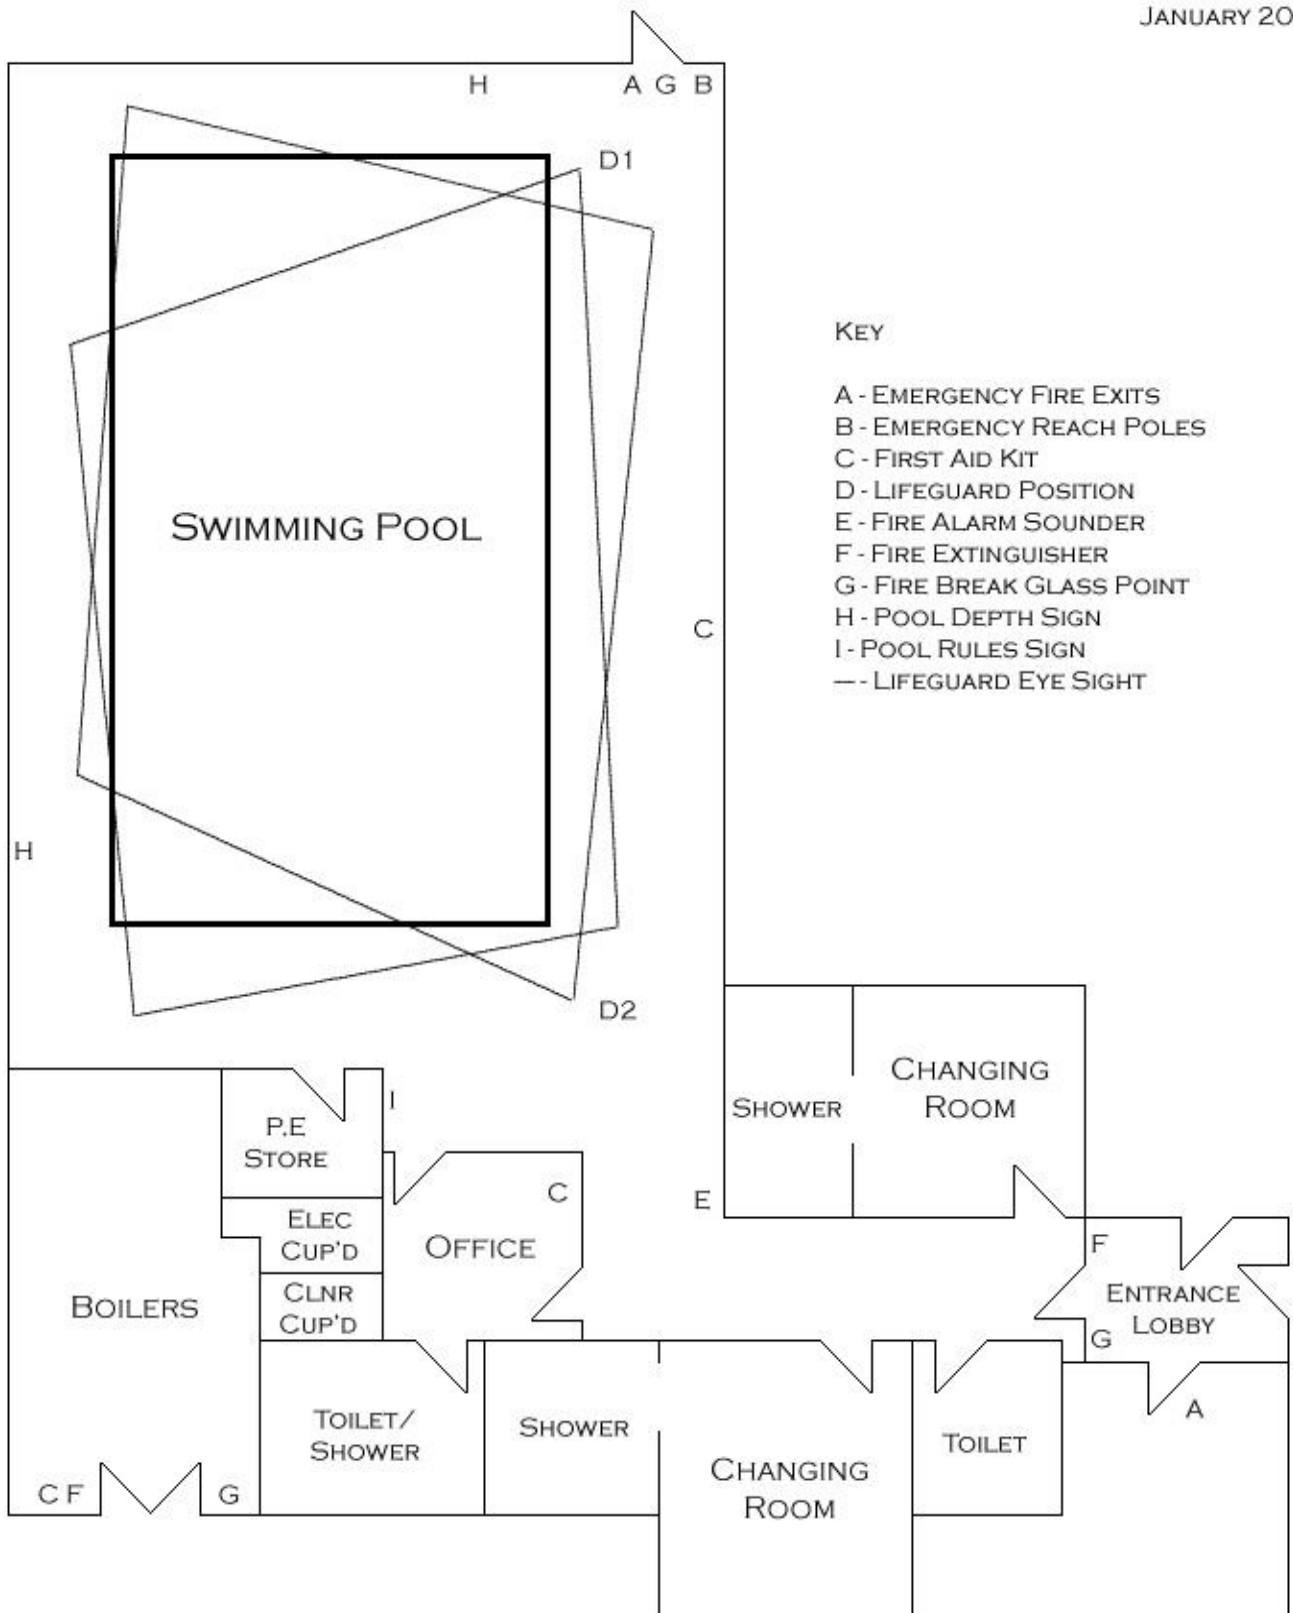 JANUARY 20
H
A G B
D1
KEY
A - EMERGENCY FIRE EXITS
B - EMERGENCY REACH POLES
C - FIRST AID KIT
D - LIFEGUARD POSITION
E - FIRE ALARM SOUNDER
F - FIRE EXTINGUISHER
G - FIRE BREAK GLASS POINT
H - POOL DEPTH SIGN
I - POOL RULES SIGN
--- - LIFEGUARD EYE SIGHT
SWIMMING POOL
C
H
D2
CHANGING
ROOM
SHOWER
I
P.E
STORE
C
E
ELEC
CUP'D
OFFICE
F
CLNR
CUP'D
BOILERS
ENTRANCE
LOBBY
G
A
TOILET/
SHOWER
SHOWER
TOILET
CHANGING
ROOM
C F
G